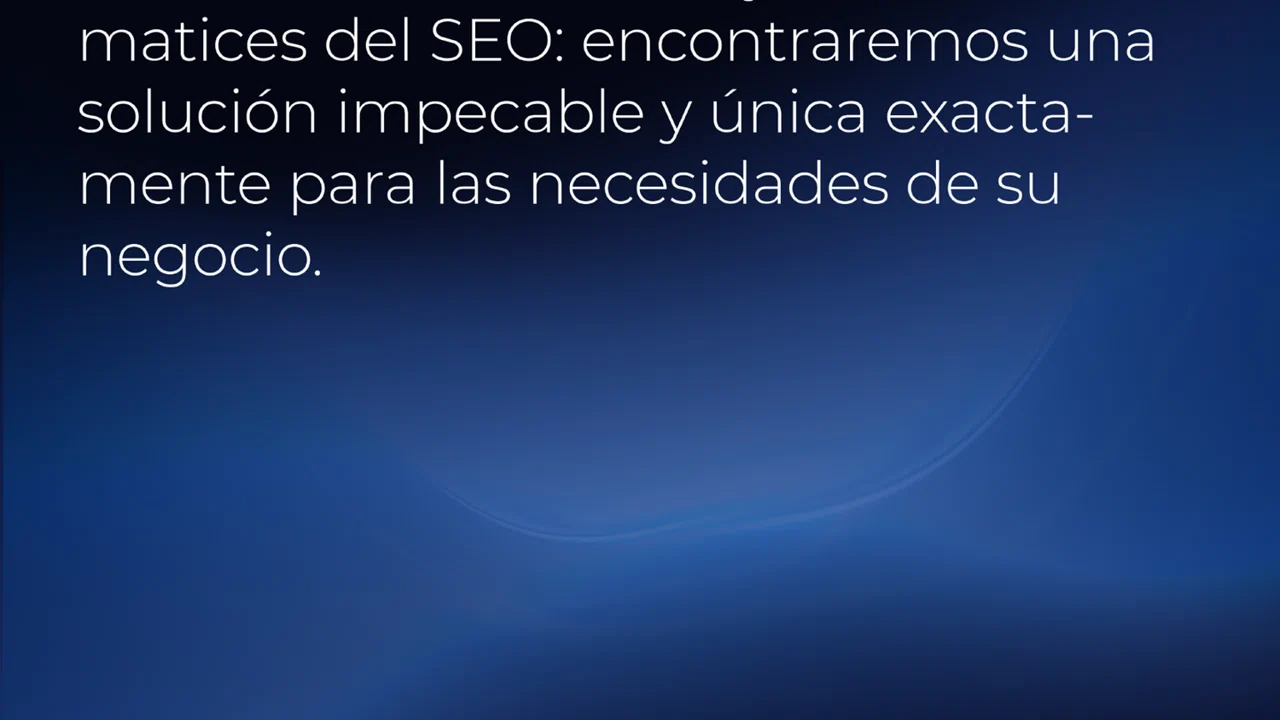 matices del SEO: encontraremos una
solución impecable y única exacta-
mente para las necesidades de su
negocio.